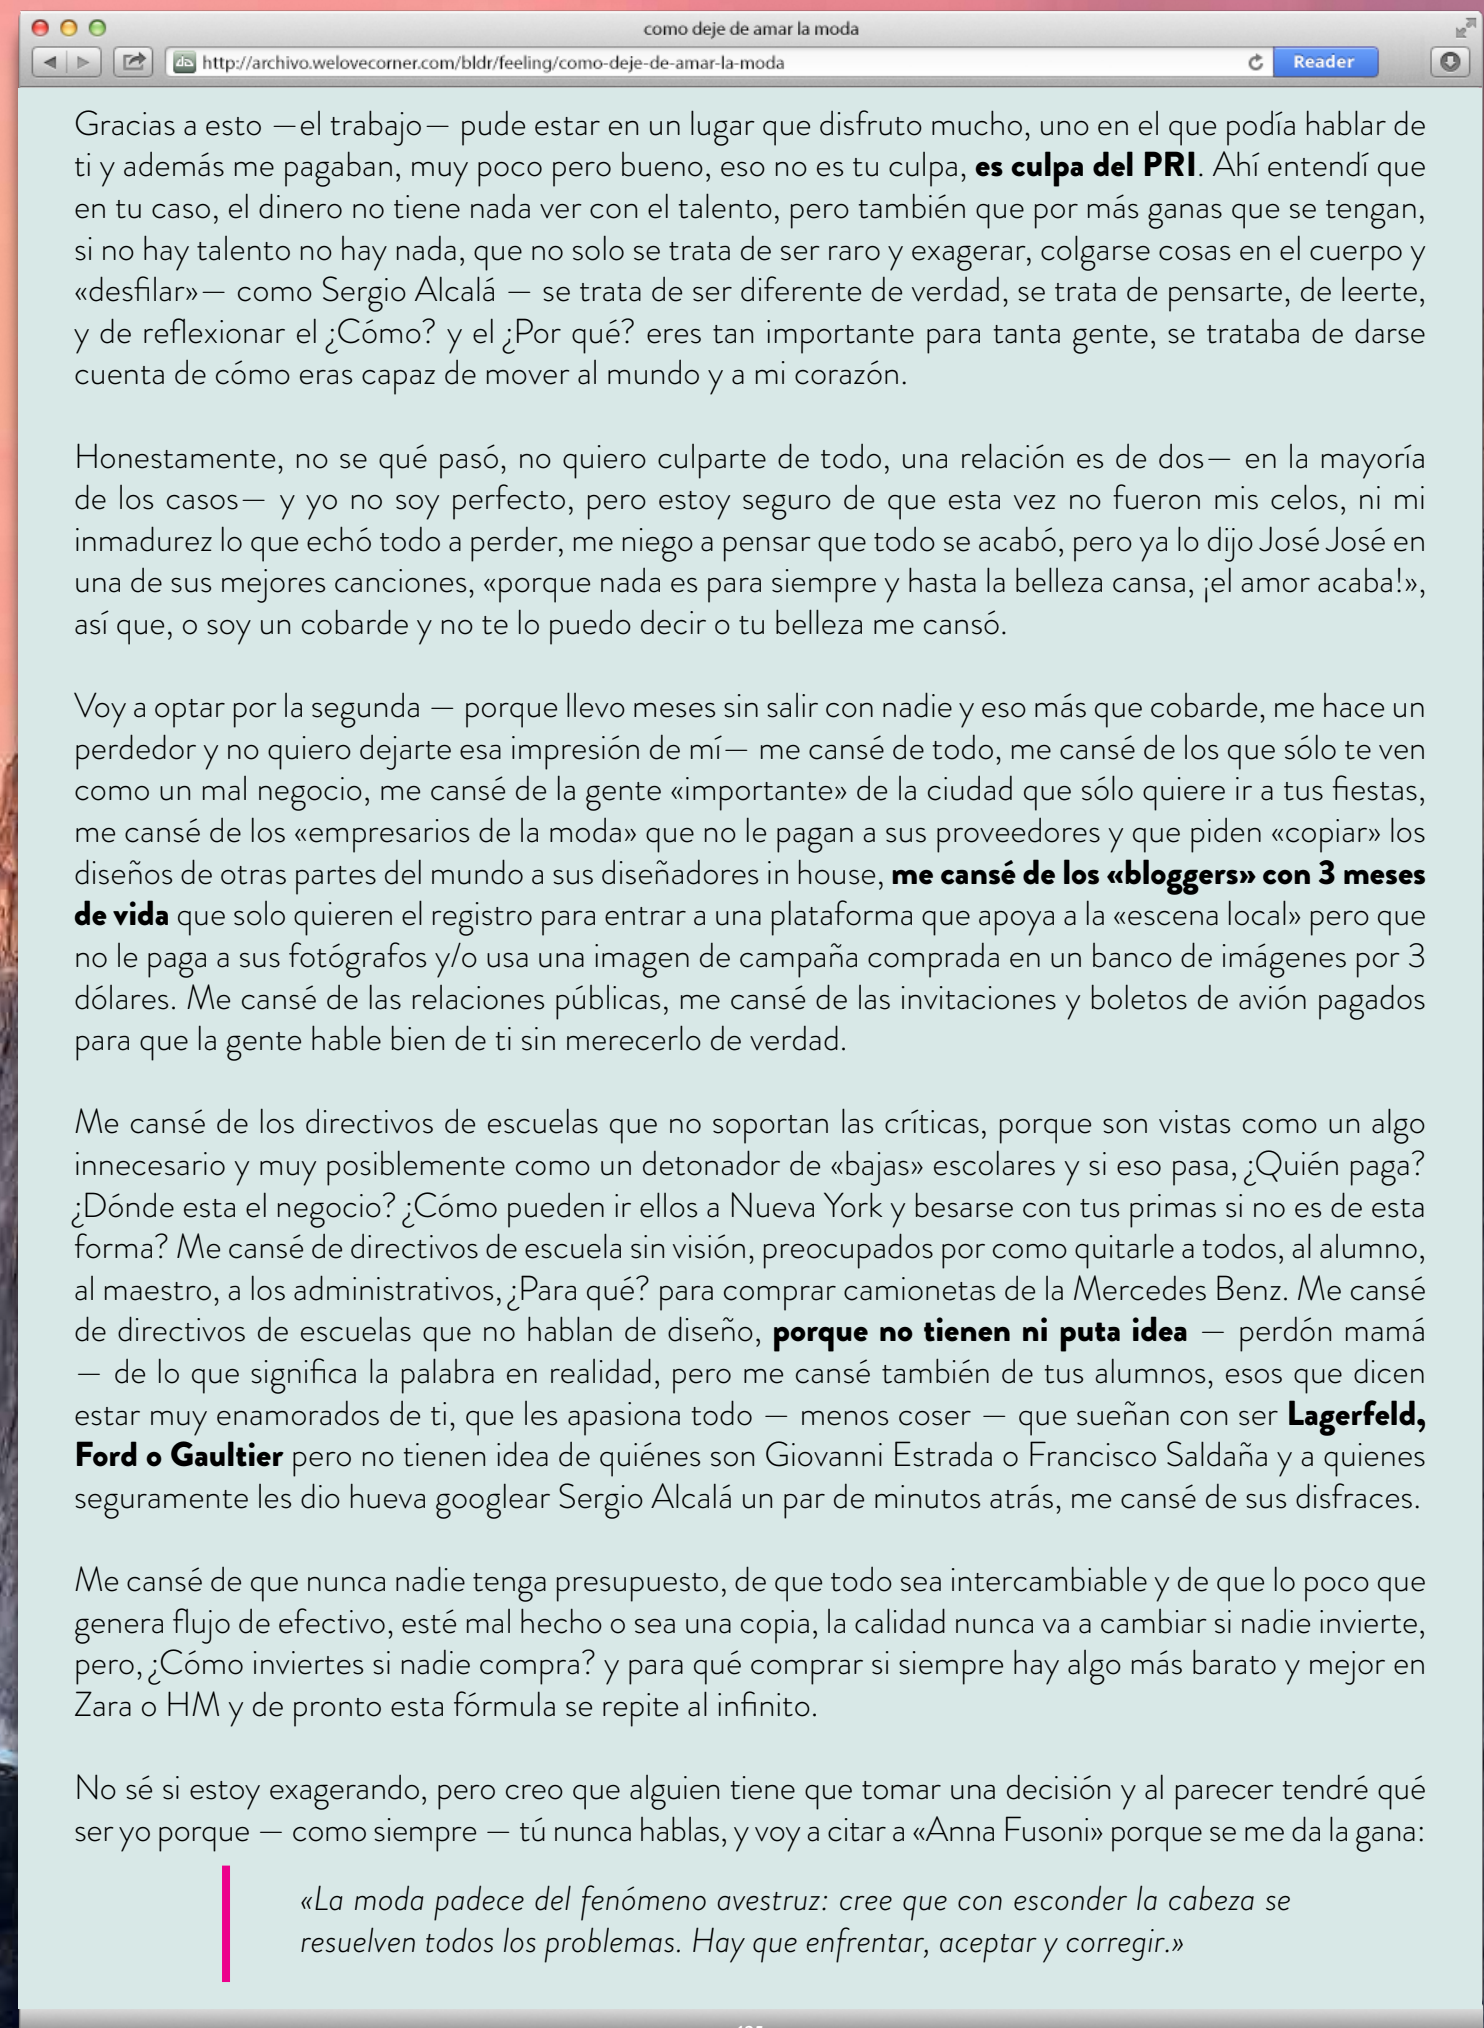 como deje de amar la moda
http://archivo.welovecorner.com/bldr/feeling/como-deje-de-amar-la-moda
Reader
Gracias a esto —el trabajo— pude estar en un lugar que disfruto mucho, uno en el que podía hablar de
ti y además me pagaban, muy poco pero bueno, eso no es tu culpa, es culpa del PRI. Ahí entendí que
en tu caso, el dinero no tiene nada ver con el talento, pero también que por más ganas que se tengan,
si no hay talento no hay nada, que no solo se trata de ser raro y exagerar, colgarse cosas en el cuerpo y
«desfilar»— como Sergio Alcalá — se trata de ser diferente de verdad, se trata de pensarte, de leerte,
y de reflexionar el ¿Cómo? y el ¿Por qué? eres tan importante para tanta gente, se trataba de darse
cuenta de cómo eras capaz de mover al mundo y a mi corazón.
Honestamente, no se qué pasó, no quiero culparte de todo, una relación es de dos— en la mayoría
de los casos— y yo no soy perfecto, pero estoy seguro de que esta vez no fueron mis celos, ni mi
inmadurez lo que echó todo a perder, me niego a pensar que todo se acabó, pero ya lo dijo José José en
una de sus mejores canciones, «porque nada es para siempre y hasta la belleza cansa, ¡el amor acaba!»,
así que, o soy un cobarde y no te lo puedo decir o tu belleza me cansó.
Voy a optar por la segunda — porque llevo meses sin salir con nadie y eso más que cobarde, me hace un
perdedor y no quiero dejarte esa impresión de mí— me cansé de todo, me cansé de los que sólo te ven
como un mal negocio, me cansé de la gente «importante» de la ciudad que sólo quiere ir a tus fiestas,
me cansé de los «empresarios de la moda» que no le pagan a sus proveedores y que piden «copiar» los
diseños de otras partes del mundo a sus diseñadores in house, me cansé de los «bloggers» con 3 meses
de vida que solo quieren el registro para entrar a una plataforma que apoya a la «escena local» pero que
no le paga a sus fotógrafos y/o usa una imagen de campaña comprada en un banco de imágenes por 3
dólares. Me cansé de las relaciones públicas, me cansé de las invitaciones y boletos de avión pagados
para que la gente hable bien de ti sin merecerlo de verdad.
Me cansé de los directivos de escuelas que no soportan las críticas, porque son vistas como un algo
innecesario y muy posiblemente como un detonador de «bajas» escolares y si eso pasa, ¿Quién paga?
¿Dónde esta el negocio? ¿Cómo pueden ir ellos a Nueva York y besarse con tus primas si no es de esta
forma? Me cansé de directivos de escuela sin visión, preocupados por como quitarle a todos, al alumno,
al maestro, a los administrativos, ¿Para qué? para comprar camionetas de la Mercedes Benz. Me cansé
de directivos de escuelas que no hablan de diseño, porque no tienen ni puta idea — perdón mamá
— de lo que significa la palabra en realidad, pero me cansé también de tus alumnos, esos que dicen
estar muy enamorados de ti, que les apasiona todo — menos coser — que sueñan con ser Lagerfeld,
Ford o Gaultier pero no tienen idea de quiénes son Giovanni Estrada o Francisco Saldaña y a quienes
seguramente les dio hueva googlear Sergio Alcalá un par de minutos atrás, me cansé de sus disfraces.
Me cansé de que nunca nadie tenga presupuesto, de que todo sea intercambiable y de que lo poco que
genera flujo de efectivo, esté mal hecho o sea una copia, la calidad nunca va a cambiar si nadie invierte,
pero, ¿Cómo inviertes si nadie compra? y para qué comprar si siempre hay algo más barato y mejor en
Zara o HM y de pronto esta fórmula se repite al infinito.
No sé si estoy exagerando, pero creo que alguien tiene que tomar una decisión y al parecer tendré qué
ser yo porque — como siempre — tú nunca hablas, y voy a citar a «Anna Fusoni» porque se me da la gana:
«La moda padece del fenómeno avestruz: cree que con esconder la cabeza se
resuelven todos los problemas. Hay que enfrentar, aceptar y corregir.»